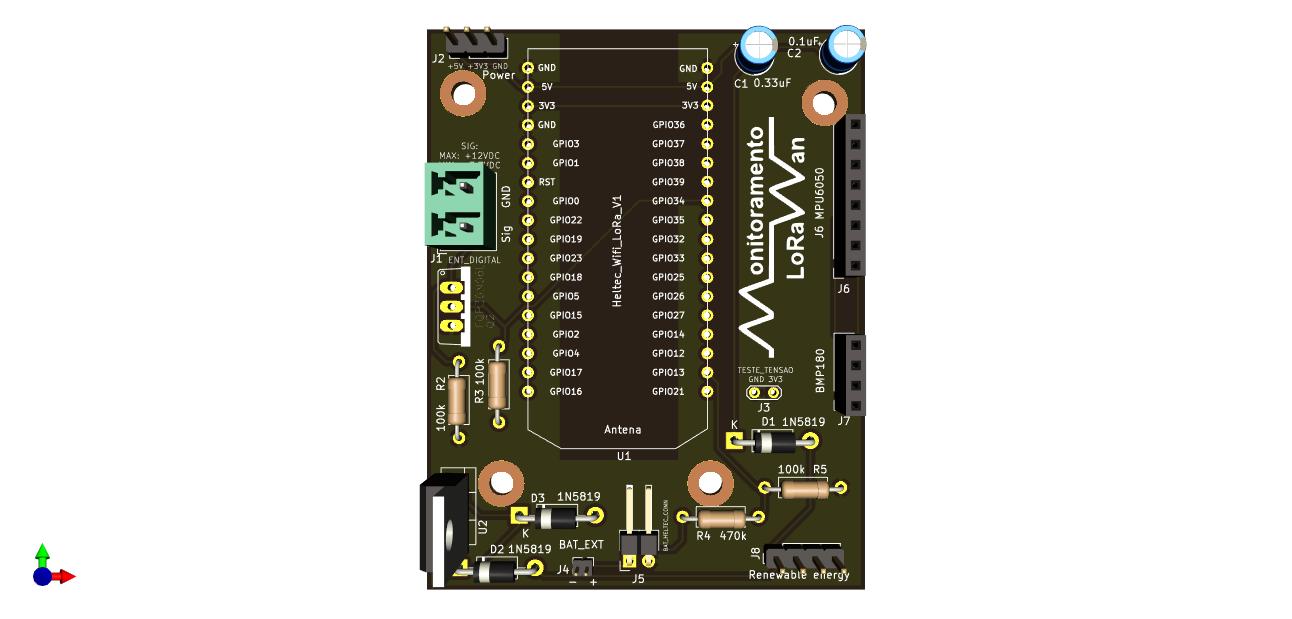 J2
+5V +3V3 GND
Power
0.1uF
C2
C1 0.33uF
GND
5V
3V3
GND
GPIO3
GPIO1
RST
GPIO0
GPIO22
GPIO19
GPIO23
GPIO18
GPIO5
GPIO15
GPIO2
GPIO4
GPIO17
GPIO16
GND
5V
3V3
GPIO36
GPIO37
GPIO38
GPIO39
GPIO34
GPIO35
GPIO32
GPIO33
GPIO25
GPIO26
GPIO27
GPIO14
GPIO12
GPIO13
GPIO21
Heltec_Wifi_LoRa_V1
Antena
U1
SIG:
MAX: +12VDC
GND
Sig
J1
ENT_DIGITAL
Q2
R2
100k
R3 100k
onitoramento
LoRa
an
J6 MPU6050
J6
BMP180
J7
TESTE_TENSAO
GND 3V3
J3
K
D1 1N5819
100k R5
R4 470k
U2
D3 1N5819
K
D2 1N5819
BAT_EXT
J4
- +
J5
BAT_HELTEC_CONN
J8
Renewable energy